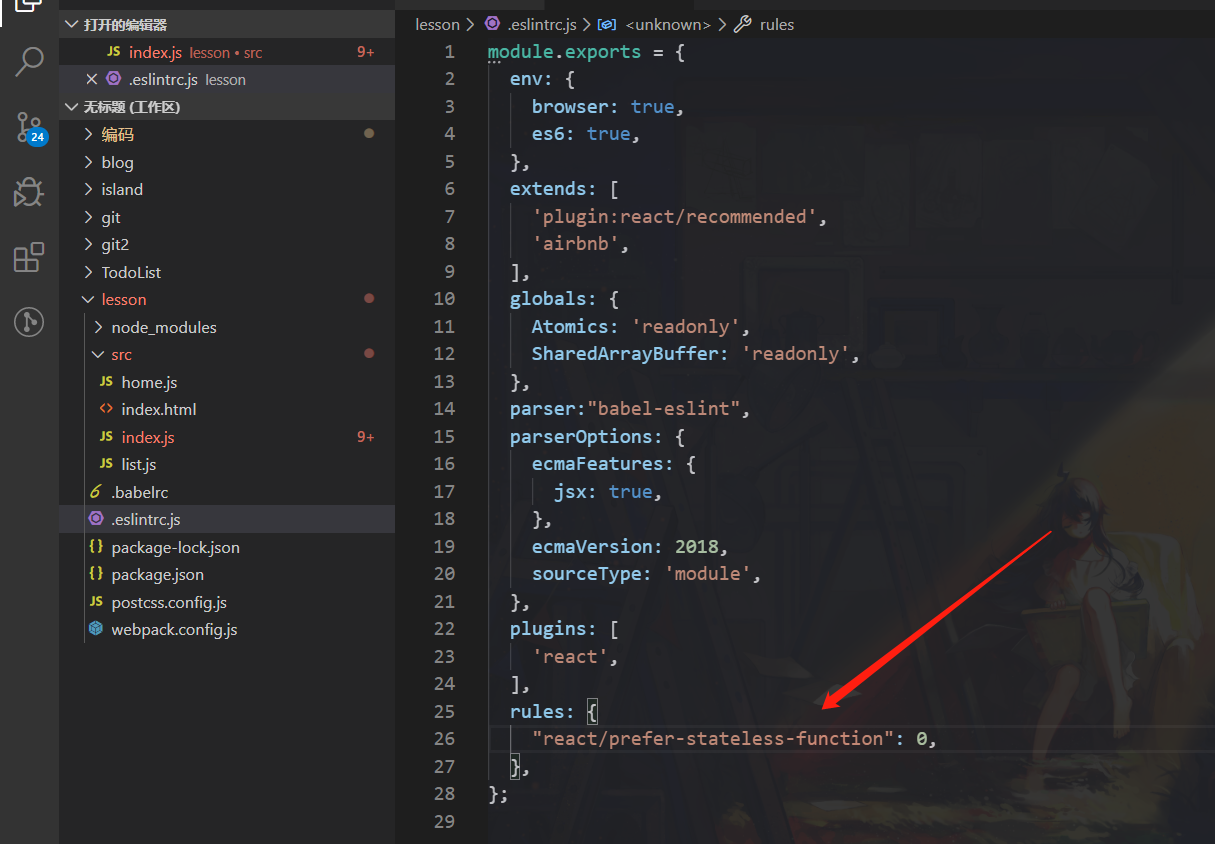 打开的编辑器
JS index.js lesson • src 9+
.eslintrc.js lesson
无标题 (工作区)
编码
blog
island
git
git2
TodoList
lesson
node_modules
src
JS home.js
<> index.html
JS index.js 9+
JS list.js
6 .babelrc
.eslintrc.js
{} package-lock.json
{} package.json
JS postcss.config.js
webpack.config.js
24
lesson > .eslintrc.js > <unknown> > rules
1 module.exports = {
2 env: {
3 browser: true,
4 es6: true,
5 },
6 extends: [
7 'plugin:react/recommended',
8 'airbnb',
9 ],
10 globals: {
11 Atomics: 'readonly',
12 SharedArrayBuffer: 'readonly',
13 },
14 parser:"babel-eslint",
15 parserOptions: {
16 ecmaFeatures: {
17 jsx: true,
18 },
19 ecmaVersion: 2018,
20 sourceType: 'module',
21 },
22 plugins: [
23 'react',
24 ],
25 rules: {
26 "react/prefer-stateless-function": 0,
27 },
28 };
29